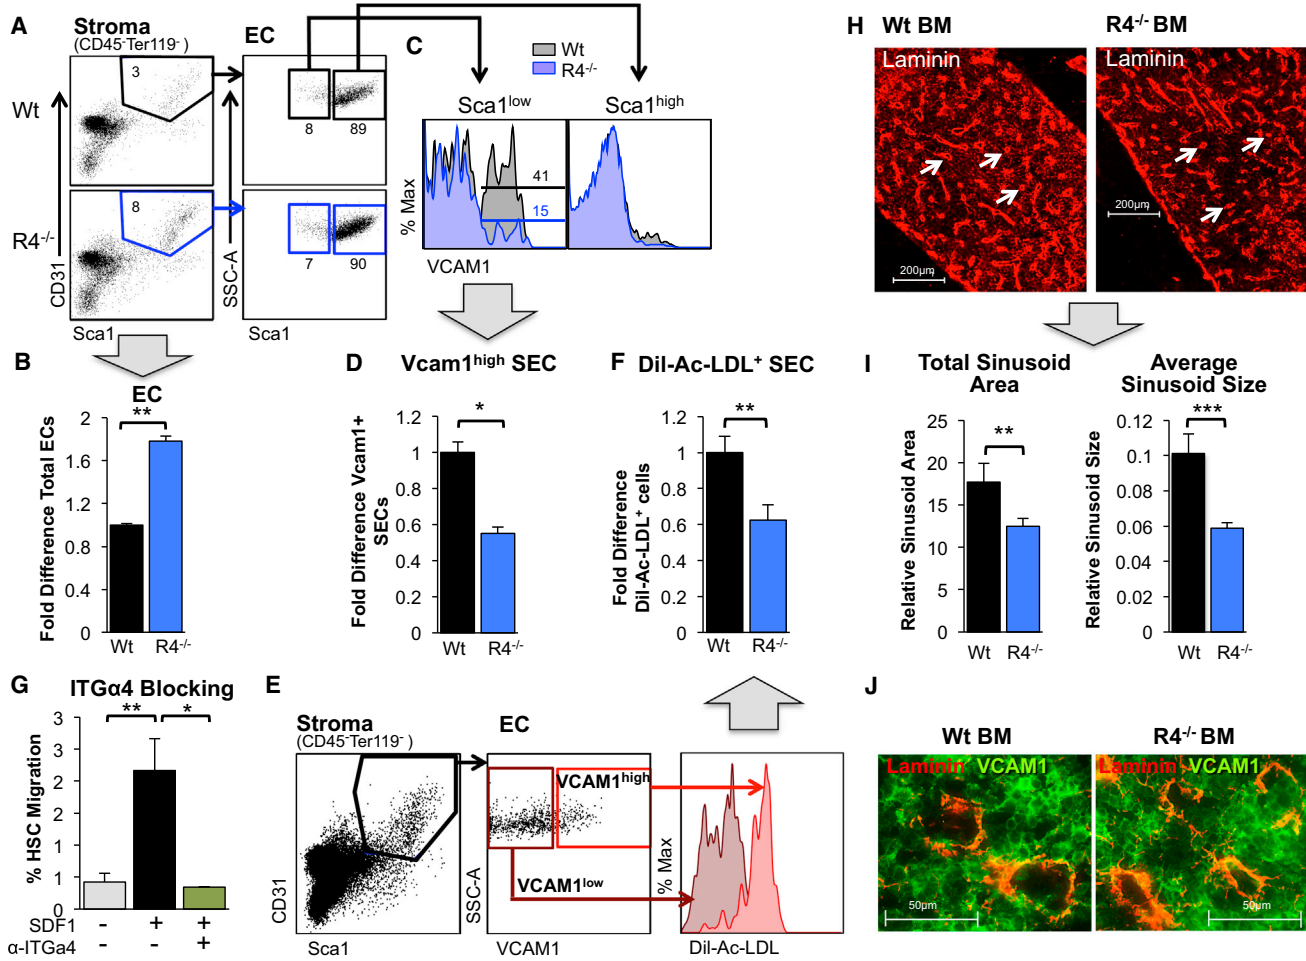 A
Stroma
(CD45-Ter119-)
EC
Wt
3
8
89
R4-/-
8
7
90
CD31
SSC-A
Sca1
Sca1
C
Wt
R4-/-
Sca1low
Sca1high
% Max
41
15
VCAM1
H
Wt BM
R4-/- BM
Laminin
Laminin
200µm
200µm
B
EC
**
Fold Difference Total ECs
2
1.6
1.2
0.8
0.4
0
Wt
R4-/-
D
Vcam1high SEC
*
Fold Difference Vcam1+
SECs
1.2
1
0.8
0.6
0.4
0.2
0
Wt
R4-/-
F
Dil-Ac-LDL+ SEC
**
Fold Difference
Dil-Ac-LDL+ cells
1.2
1
0.8
0.6
0.4
0.2
0
Wt
R4-/-
I
Total Sinusoid
Area
**
Relative Sinusoid Area
25
20
15
10
5
0
Wt
R4-/-
Average
Sinusoid Size
***
Relative Sinusoid Size
0.12
0.1
0.08
0.06
0.04
0.02
0
Wt
R4-/-
G
ITGα4 Blocking
**
*
% HSC Migration
3
3
2
2
1
1
0
SDF1 - + +
α-ITGa4 - - +
E
Stroma
(CD45-Ter119-)
EC
CD31
Sca1
SSC-A
VCAM1high
VCAM1low
VCAM1
% Max
Dil-Ac-LDL
J
Wt BM
R4-/- BM
Laminin VCAM1
Laminin VCAM1
50µm
50µm